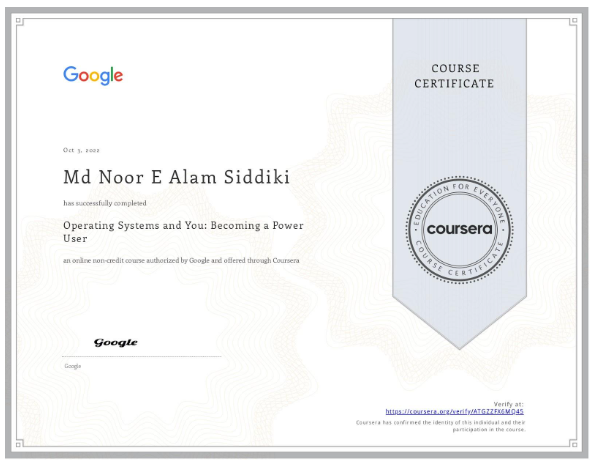 Google
COURSE
CERTIFICATE
Oct 3, 2022
Md Noor E Alam Siddiki
has successfully completed
Operating Systems and You: Becoming a Power
User
an online non-credit course authorized by Google and offered through Coursera
EDUCATION FOR EVERYONE
coursera
COURSE CERTIFICATE
Google
Google
Verify at:
https://coursera.org/verify/ATGZZFX6MQ45
Coursera has confirmed the identity of this individual and their
participation in the course.